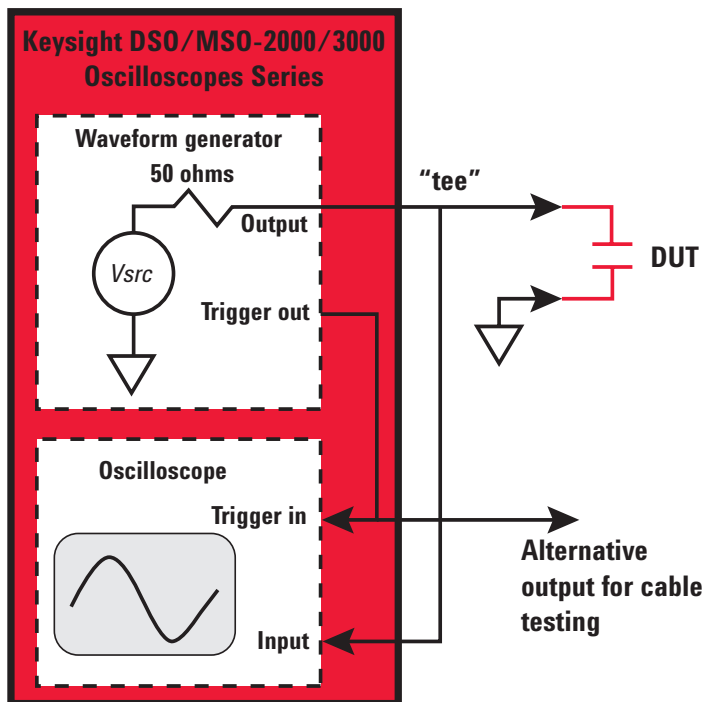 Keysight DSO/MSO-2000/3000
Oscilloscopes Series
Waveform generator
50 ohms
“tee”
Output
Vsrc
DUT
Trigger out
Oscilloscope
Trigger in
Alternative
output for cable
testing
Input